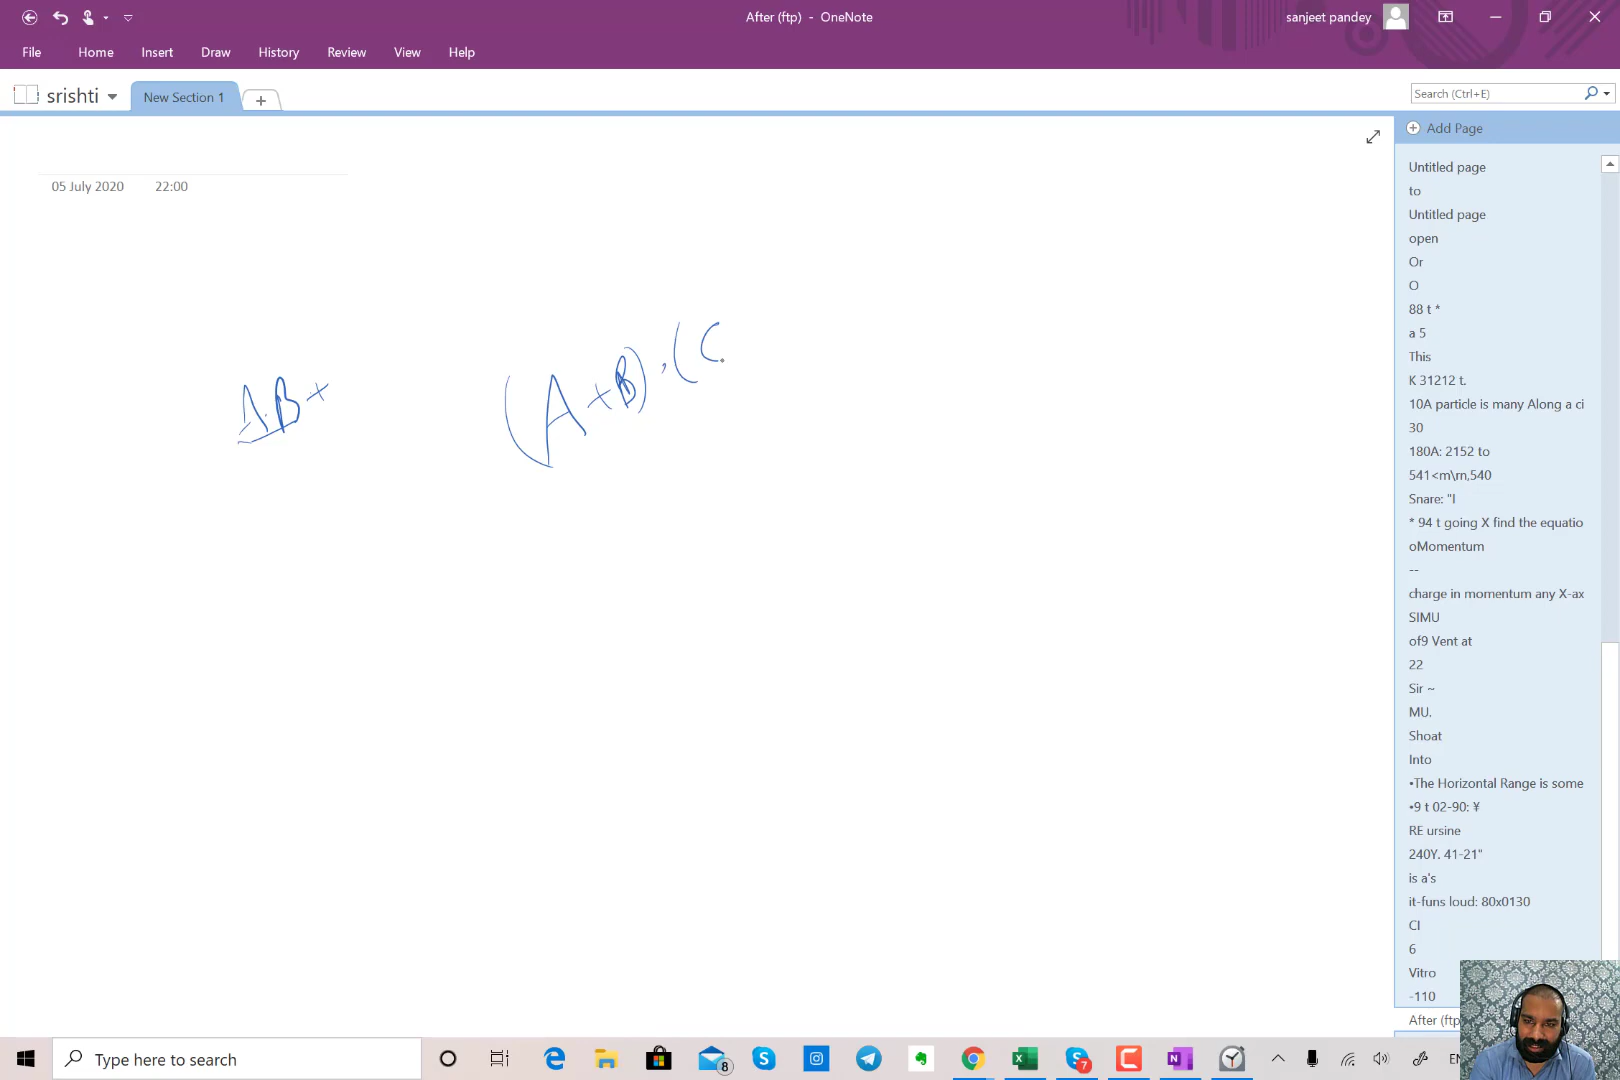 After (ftp) - OneNote
sanjeet pandey
File Home Insert Draw History Review View Help
srishti New Section 1
Search (Ctrl+E)
Add Page
05 July 2020 22:00
A.B+
(A+B).(C
Untitled page
to
Untitled page
open
Or
O
88 t *
a 5
This
K 31212 t.
10A particle is many Along a ci
30
180A: 2152 to
541<m\rn,540
Snare: "I
* 94 t going X find the equatio
oMomentum
--
charge in momentum any X-ax
SIMU
of9 Vent at
22
Sir ~
MU.
Shoat
Into
•The Horizontal Range is some
•9 t 02-90: ¥
RE ursine
240Y. 41-21"
is a's
it-funs loud: 80x0130
CI
6
Vitro
-110
After (ftp
Type here to search
8
7
EN